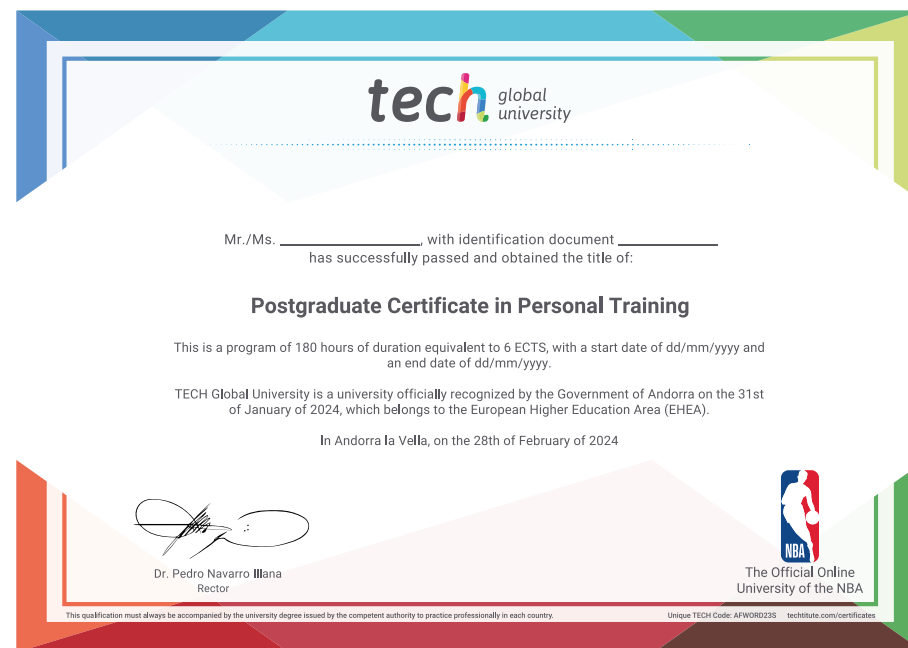 tech global university
Mr./Ms. ____________, with identification document ____________
has successfully passed and obtained the title of:
Postgraduate Certificate in Personal Training
This is a program of 180 hours of duration equivalent to 6 ECTS, with a start date of dd/mm/yyyy and
an end date of dd/mm/yyyy.
TECH Global University is a university officially recognized by the Government of Andorra on the 31st
of January of 2024, which belongs to the European Higher Education Area (EHEA).
In Andorra la Vella, on the 28th of February of 2024
Dr. Pedro Navarro Illana
Rector
NBA
The Official Online
University of the NBA
This qualification must always be accompanied by the university degree issued by the competent authority to practice professionally in each country.
Unique TECH Code: AFWORD23S techtitute.com/certificates